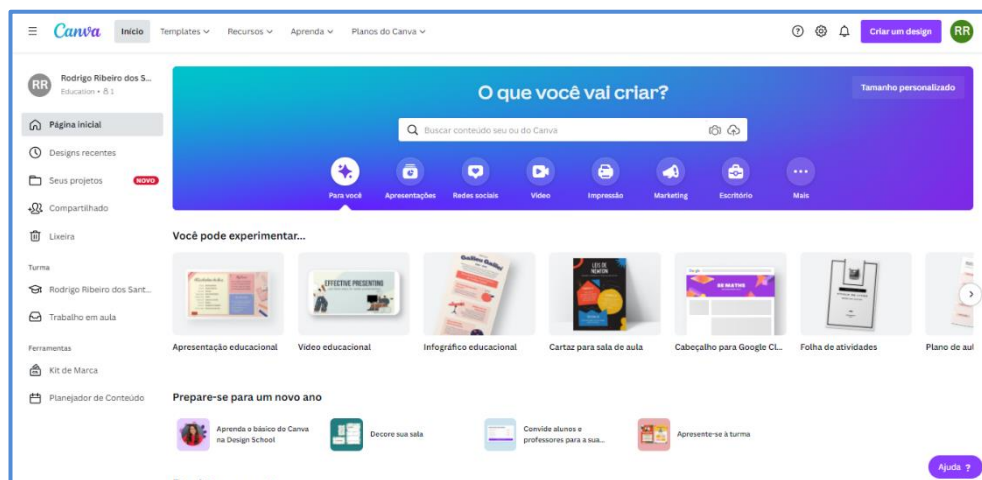 Canva
Início
Templates
Recursos
Aprenda
Planos do Canva
Criar um design
RR
RR
Rodrigo Ribeiro dos S...
Education • 1
Página inicial
Designs recentes
Seus projetos
NOVO
Compartilhado
Lixeira
Turma
Rodrigo Ribeiro dos Sant...
Trabalho em aula
Ferramentas
Kit de Marca
Planejador de Conteúdo
O que você vai criar?
Tamanho personalizado
Buscar conteúdo seu ou do Canva
Para você
Apresentações
Redes sociais
Vídeo
Impressão
Marketing
Escritório
Mais
Você pode experimentar...
EFFECTIVE PRESENTING
Galileu Galilei
LEIS DE
NEWTON
Apresentação educacional
Vídeo educacional
Infográfico educacional
Cartaz para sala de aula
Cabeçalho para Google Cl...
Folha de atividades
Plano de aul
Prepare-se para um novo ano
Aprenda o básico do Canva
na Design School
Decore sua sala
Convide alunos e
professores para a sua...
Apresente-se à turma
Ajuda ?